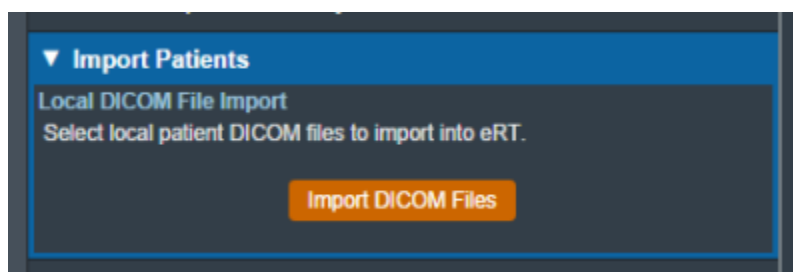 ▼ Import Patients
Local DICOM File Import
Select local patient DICOM files to import into eRT.
Import DICOM Files